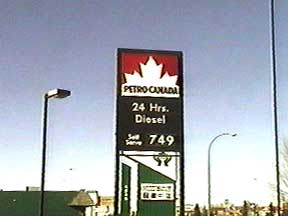 PETRO-CANADA
24 Hrs.
Diesel
Self Serve 749